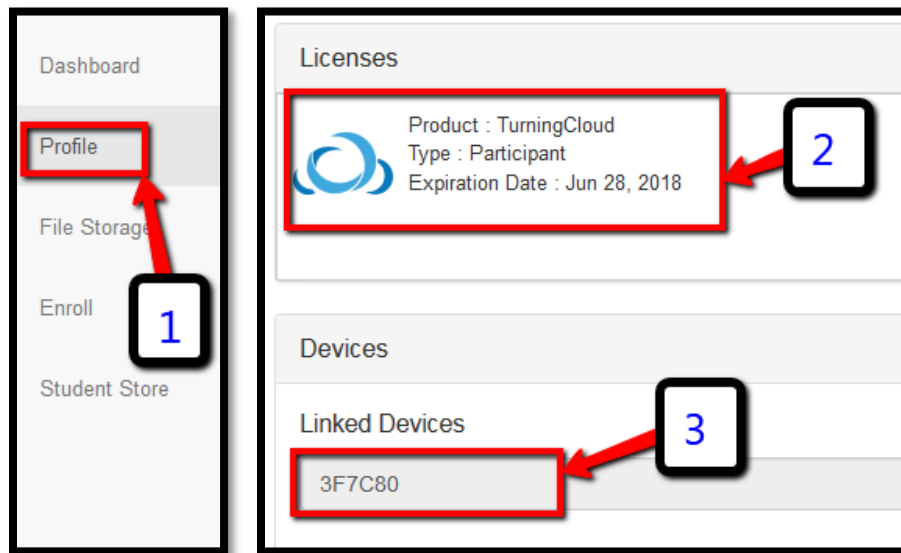 Dashboard
Profile
File Storage
Enroll
1
Student Store
Licenses
Product : TurningCloud
Type : Participant
Expiration Date : Jun 28, 2018
2
Devices
Linked Devices
3
3F7C80